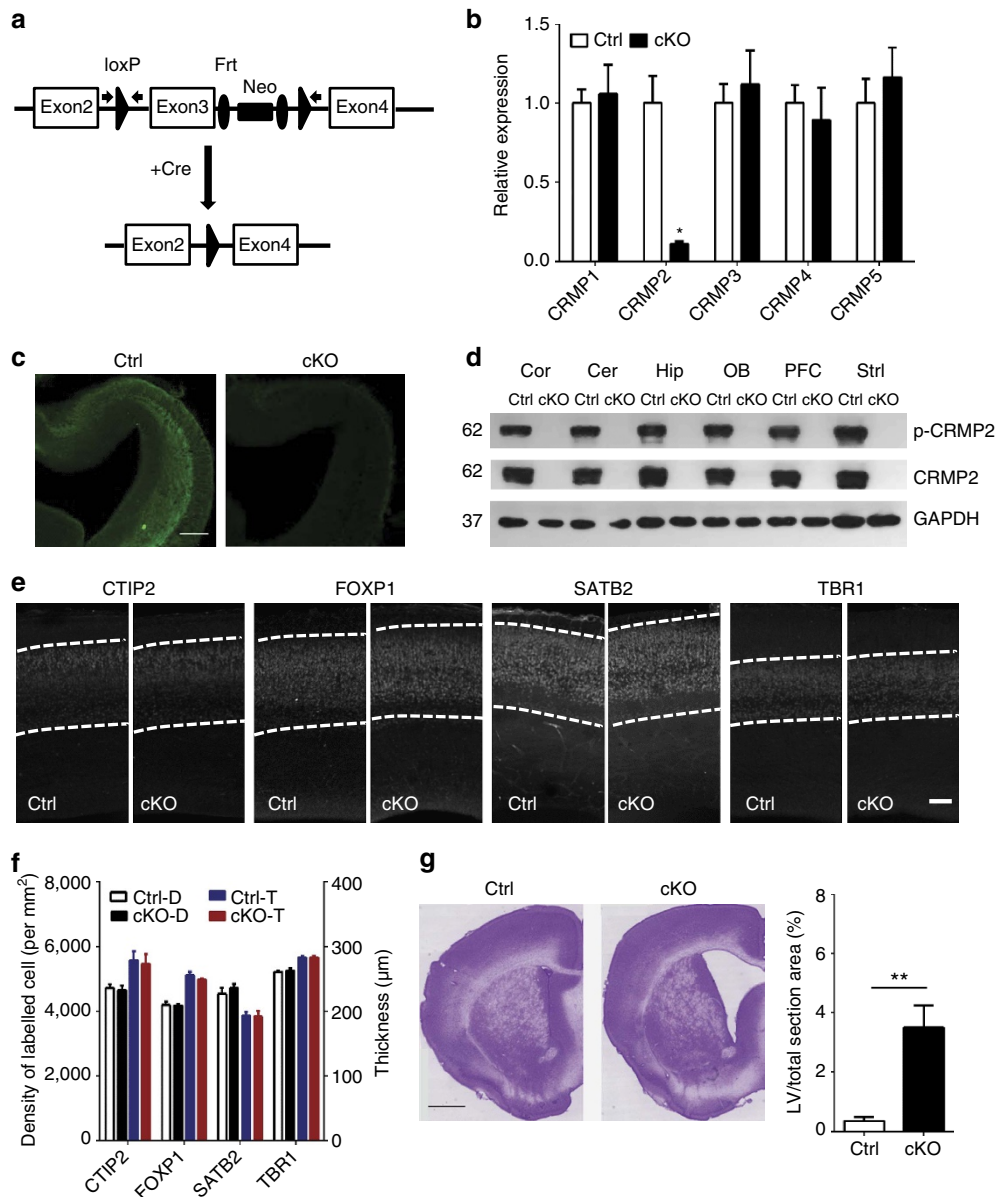 a
loxP
Frt
Neo
Exon2
Exon3
Exon4
+Cre
Exon2
Exon4
b
1.5
1.0
0.5
0.0
Relative expression
Ctrl
cKO
*
CRMP1
CRMP2
CRMP3
CRMP4
CRMP5
c
Ctrl
cKO
d
Cor Cer Hip OB PFC Strl
Ctrl cKO Ctrl cKO Ctrl cKO Ctrl cKO Ctrl cKO Ctrl cKO
62
p-CRMP2
62
CRMP2
37
GAPDH
e
CTIP2
FOXP1
SATB2
TBR1
Ctrl
cKO
Ctrl
cKO
Ctrl
cKO
Ctrl
cKO
f
Density of labelled cell (per mm²)
8,000
6,000
4,000
2,000
0
Ctrl-D
Ctrl-T
cKO-D
cKO-T
400
300
200
100
0
Thickness (µm)
CTIP2
FOXP1
SATB2
TBR1
g
Ctrl
cKO
LV/total section area (%)
8
6
4
2
0
**
Ctrl
cKO